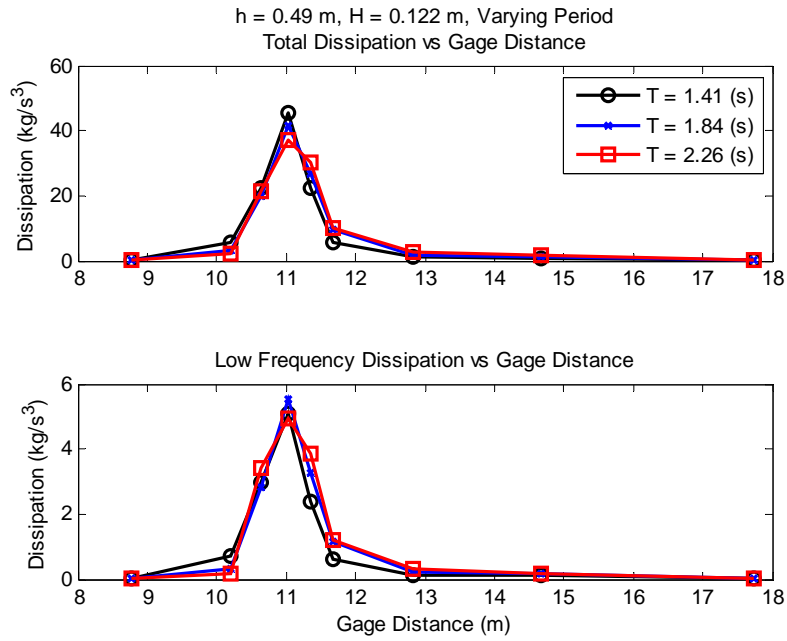 h = 0.49 m, H = 0.122 m, Varying Period
Total Dissipation vs Gage Distance
Dissipation (kg/s³)
60
40
20
0
8 9 10 11 12 13 14 15 16 17 18
T = 1.41 (s)
T = 1.84 (s)
T = 2.26 (s)
Low Frequency Dissipation vs Gage Distance
Dissipation (kg/s³)
6
4
2
0
8 9 10 11 12 13 14 15 16 17 18
Gage Distance (m)